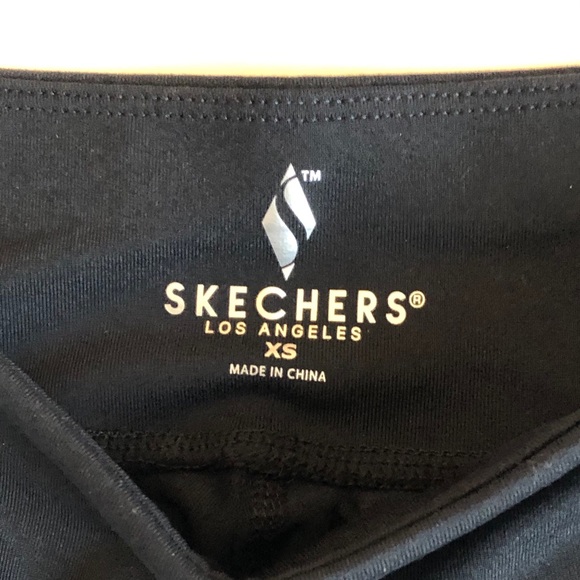 TM
SKECHERS®
LOS ANGELES
XS
MADE IN CHINA